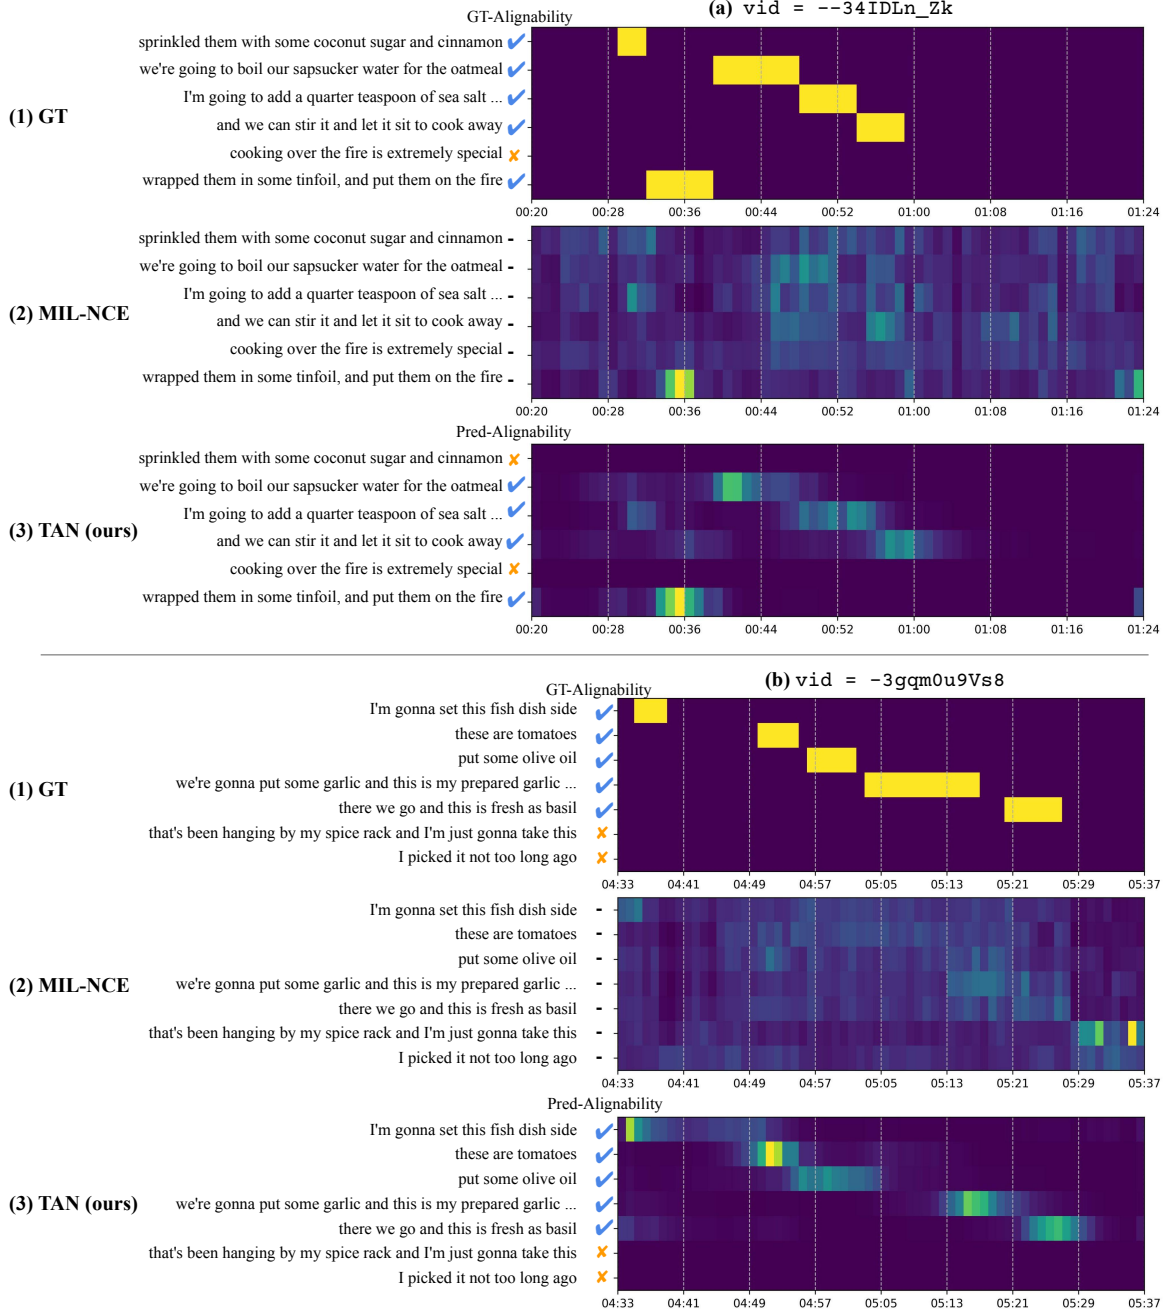 (a) vid = --34IDLn_Zk
GT-Alignability
(1) GT
sprinkled them with some coconut sugar and cinnamon ✔
we're going to boil our sapsucker water for the oatmeal ✔
I'm going to add a quarter teaspoon of sea salt ... ✔
and we can stir it and let it sit to cook away ✔
cooking over the fire is extremely special ✘
wrapped them in some tinfoil, and put them on the fire ✔
00:20 00:28 00:36 00:44 00:52 01:00 01:08 01:16 01:24
(2) MIL-NCE
sprinkled them with some coconut sugar and cinnamon -
we're going to boil our sapsucker water for the oatmeal -
I'm going to add a quarter teaspoon of sea salt ... -
and we can stir it and let it sit to cook away -
cooking over the fire is extremely special -
wrapped them in some tinfoil, and put them on the fire -
00:20 00:28 00:36 00:44 00:52 01:00 01:08 01:16 01:24
Pred-Alignability
(3) TAN (ours)
sprinkled them with some coconut sugar and cinnamon ✘
we're going to boil our sapsucker water for the oatmeal ✔
I'm going to add a quarter teaspoon of sea salt ... ✔
and we can stir it and let it sit to cook away ✔
cooking over the fire is extremely special ✘
wrapped them in some tinfoil, and put them on the fire ✔
00:20 00:28 00:36 00:44 00:52 01:00 01:08 01:16 01:24
(b) vid = -3gqm0u9Vs8
GT-Alignability
(1) GT
I'm gonna set this fish dish side ✔
these are tomatoes ✔
put some olive oil ✔
we're gonna put some garlic and this is my prepared garlic ... ✔
there we go and this is fresh as basil ✔
that's been hanging by my spice rack and I'm just gonna take this ✘
I picked it not too long ago ✘
04:33 04:41 04:49 04:57 05:05 05:13 05:21 05:29 05:37
(2) MIL-NCE
I'm gonna set this fish dish side -
these are tomatoes -
put some olive oil -
we're gonna put some garlic and this is my prepared garlic ... -
there we go and this is fresh as basil -
that's been hanging by my spice rack and I'm just gonna take this -
I picked it not too long ago -
04:33 04:41 04:49 04:57 05:05 05:13 05:21 05:29 05:37
Pred-Alignability
(3) TAN (ours)
I'm gonna set this fish dish side ✔
these are tomatoes ✔
put some olive oil ✔
we're gonna put some garlic and this is my prepared garlic ... ✔
there we go and this is fresh as basil ✔
that's been hanging by my spice rack and I'm just gonna take this ✘
I picked it not too long ago ✘
04:33 04:41 04:49 04:57 05:05 05:13 05:21 05:29 05:37